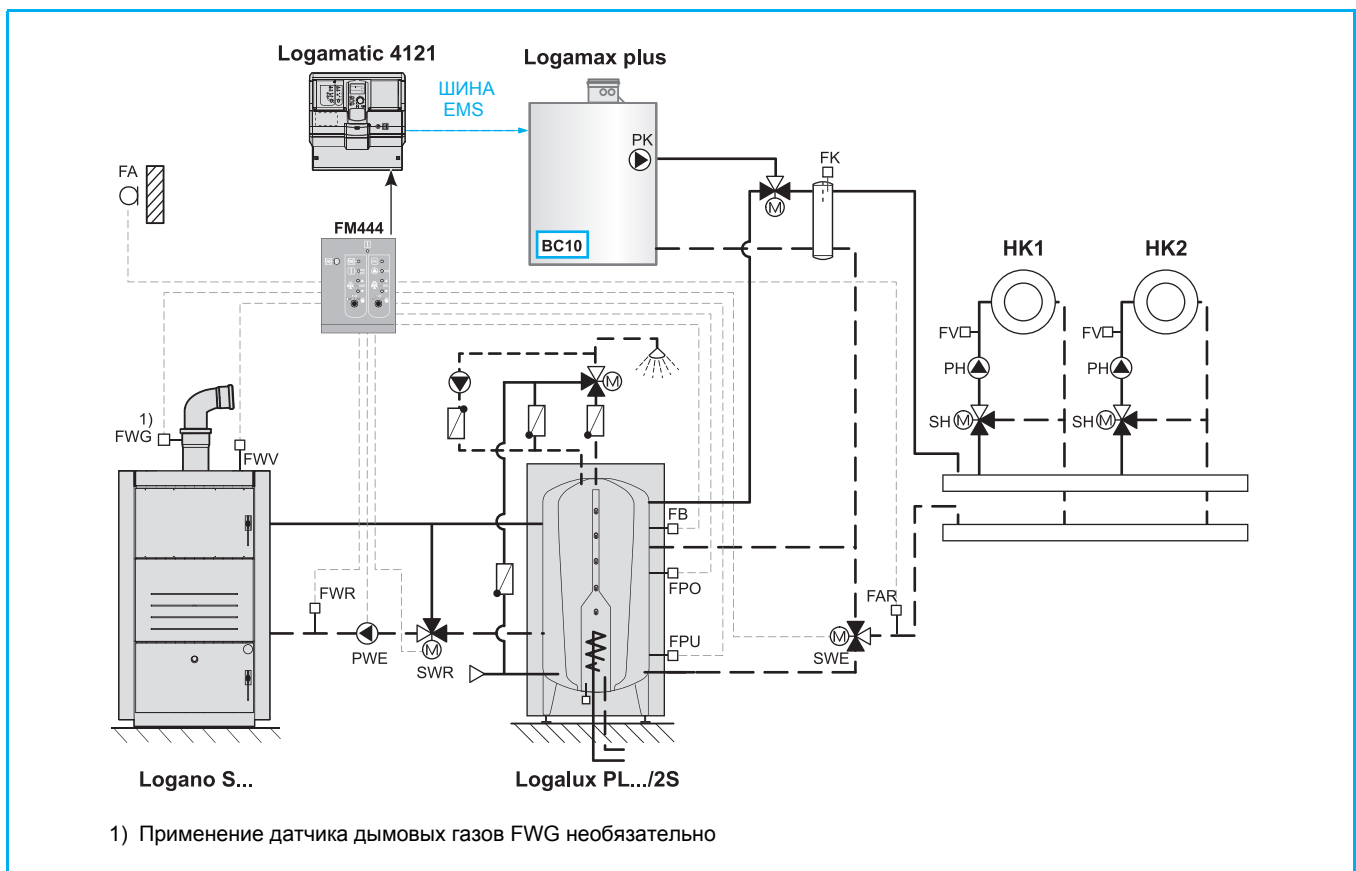 Logamatic 4121
Logamax plus
ШИНА
EMS
PK
FK
FA
FM444
BC10
HK1
HK2
FV
FV
PH
PH
M
M
SH M
SH M
1)
FWG
FWV
FB
FPO
FWR
FAR
FPU
M
PWE
M
SWR
M
SWE
Logano S...
Logalux PL.../2S
1) Применение датчика дымовых газов FWG необязательно